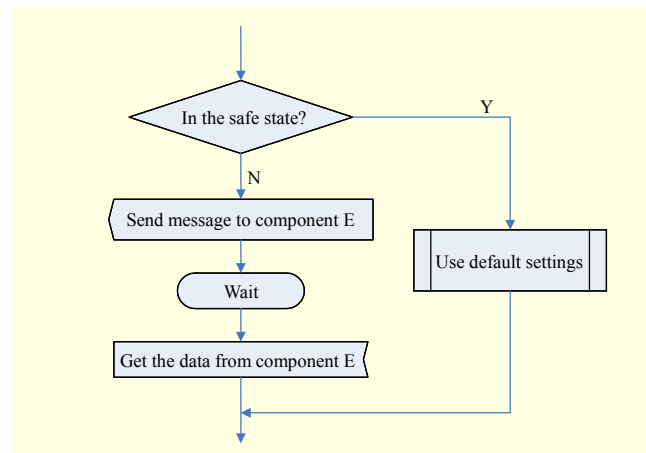 In the safe state?
Y
N
Send message to component E
Use default settings
Wait
Get the data from component E